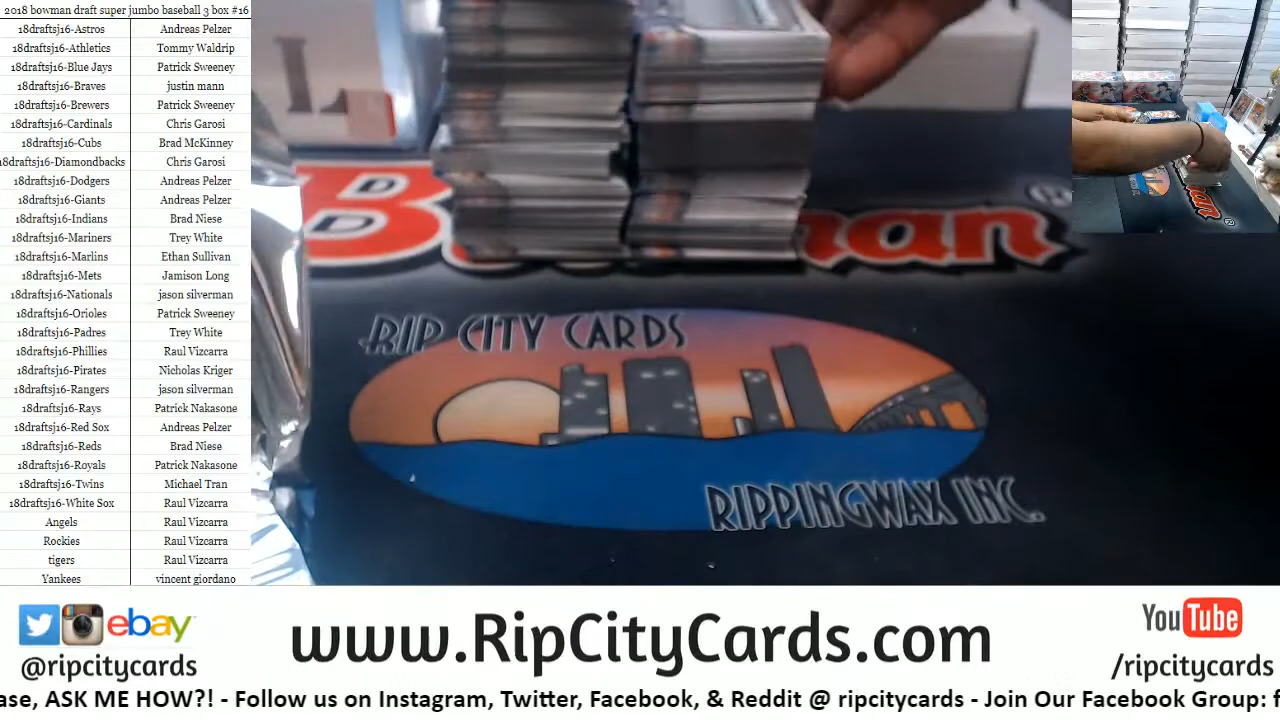 2018 bowman draft super jumbo baseball 3 box #16
18draftsj16-Astros Andreas Pelzer
18draftsj16-Athletics Tommy Waldrip
18draftsj16-Blue Jays Patrick Sweeney
18draftsj16-Braves justin mann
18draftsj16-Brewers Patrick Sweeney
18draftsj16-Cardinals Chris Garosi
18draftsj16-Cubs Brad McKinney
18draftsj16-Diamondbacks Chris Garosi
18draftsj16-Dodgers Andreas Pelzer
18draftsj16-Giants Andreas Pelzer
18draftsj16-Indians Brad Niese
18draftsj16-Mariners Trey White
18draftsj16-Marlins Ethan Sullivan
18draftsj16-Mets Jamison Long
18draftsj16-Nationals jason silverman
18draftsj16-Orioles Patrick Sweeney
18draftsj16-Padres Trey White
18draftsj16-Phillies Raul Vizcarra
18draftsj16-Pirates Nicholas Kriger
18draftsj16-Rangers jason silverman
18draftsj16-Rays Patrick Nakasone
18draftsj16-Red Sox Andreas Pelzer
18draftsj16-Reds Brad Niese
18draftsj16-Royals Patrick Nakasone
18draftsj16-Twins Michael Tran
18draftsj16-White Sox Raul Vizcarra
Angels Raul Vizcarra
Rockies Raul Vizcarra
tigers Raul Vizcarra
Yankees vincent giordano
RIP CITY CARDS
RIPPINGWAX INC.
ebay
@ripcitycards
www.RipCityCards.com
YouTube
/ripcitycards
ase, ASK ME HOW?! - Follow us on Instagram, Twitter, Facebook, & Reddit @ ripcitycards - Join Our Facebook Group: f